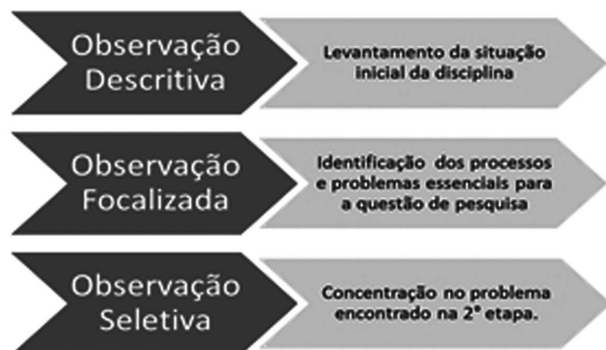 Observação
Descritiva
Levantamento da situação
inicial da disciplina
Observação
Focalizada
Identificação dos processos
e problemas essenciais para
a questão de pesquisa
Observação
Seletiva
Concentração no problema
encontrado na 2° etapa.